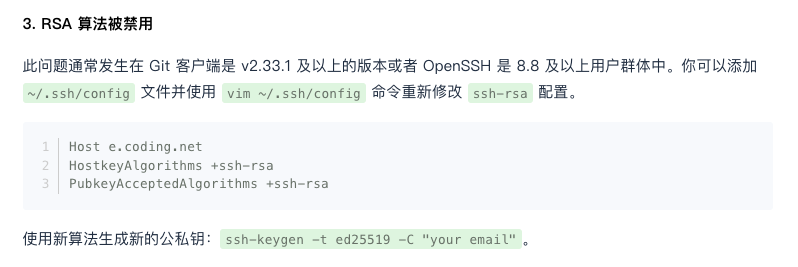 3. RSA 算法被禁用
此问题通常发生在 Git 客户端是 v2.33.1 及以上的版本或者 OpenSSH 是 8.8 及以上用户群体中。你可以添加
~/.ssh/config 文件并使用 vim ~/.ssh/config 命令重新修改 ssh-rsa 配置。
1 Host e.coding.net
2 HostkeyAlgorithms +ssh-rsa
3 PubkeyAcceptedAlgorithms +ssh-rsa
使用新算法生成新的公私钥： ssh-keygen -t ed25519 -C "your email" 。